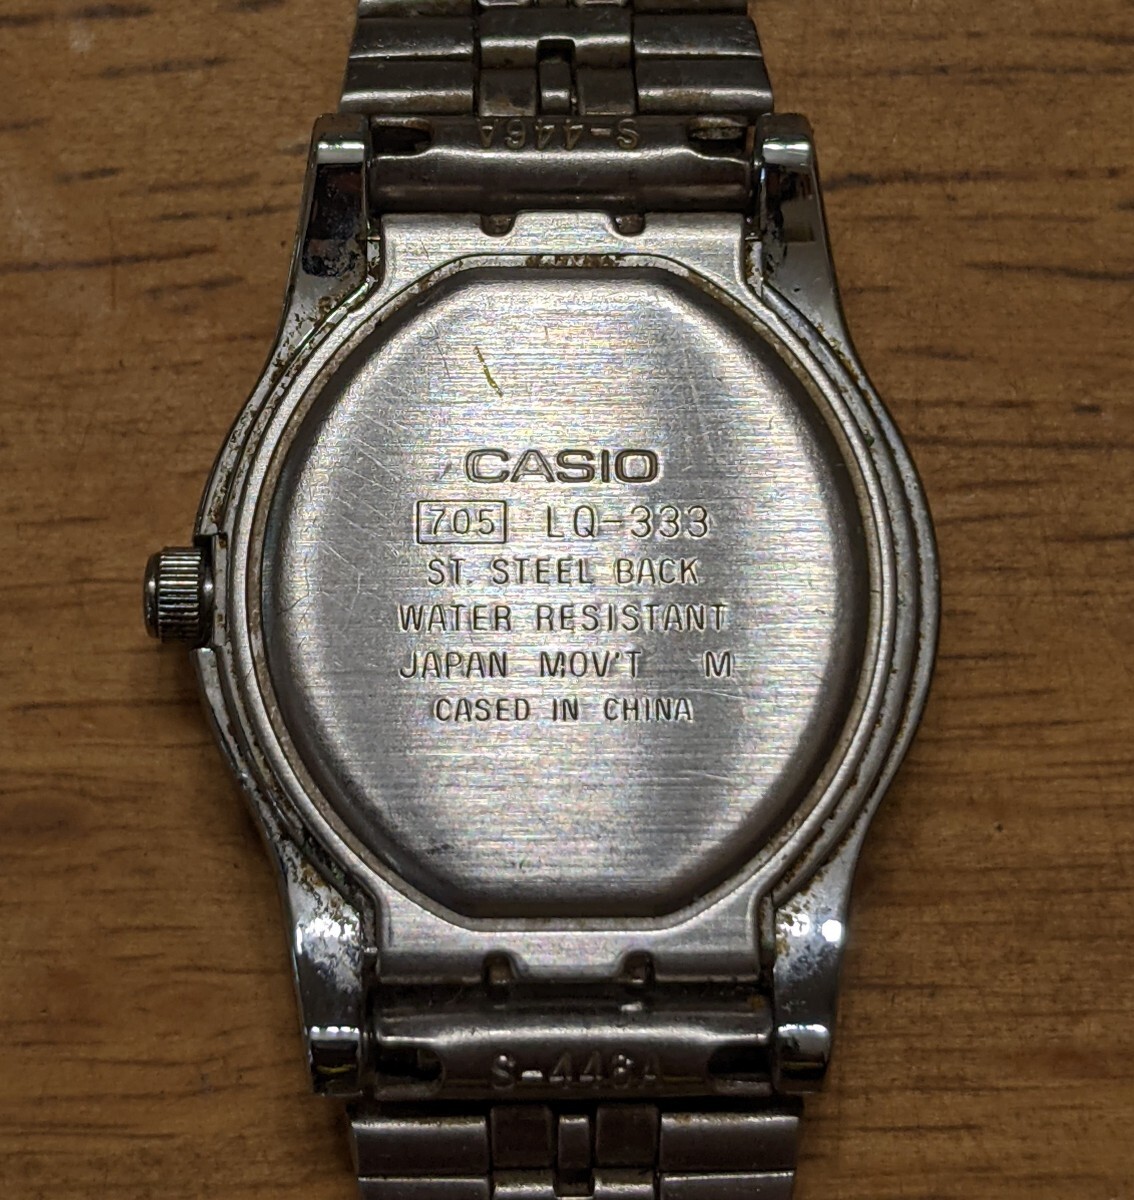 S-446A
CASIO
705 LQ-333
ST. STEEL BACK
WATER RESISTANT
JAPAN MOV'T M
CASED IN CHINA
S-446A